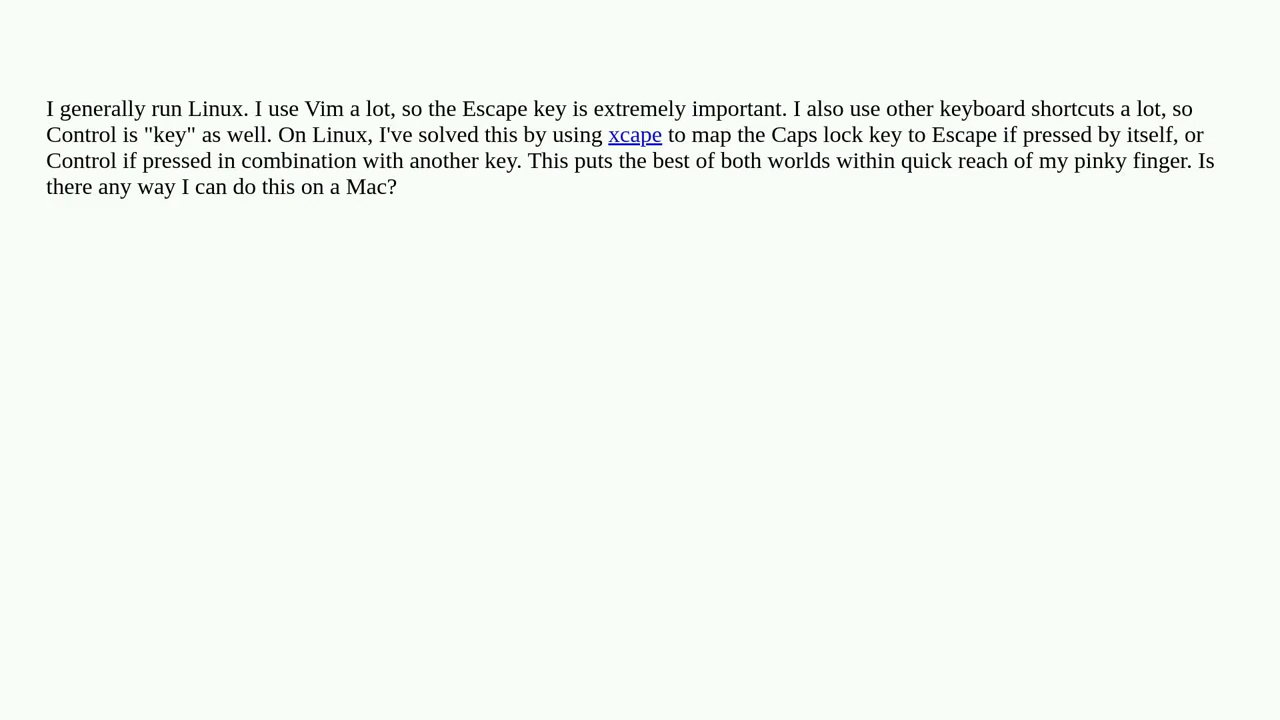 I generally run Linux. I use Vim a lot, so the Escape key is extremely important. I also use other keyboard shortcuts a lot, so
Control is "key" as well. On Linux, I've solved this by using xcape to map the Caps lock key to Escape if pressed by itself, or
Control if pressed in combination with another key. This puts the best of both worlds within quick reach of my pinky finger. Is
there any way I can do this on a Mac?